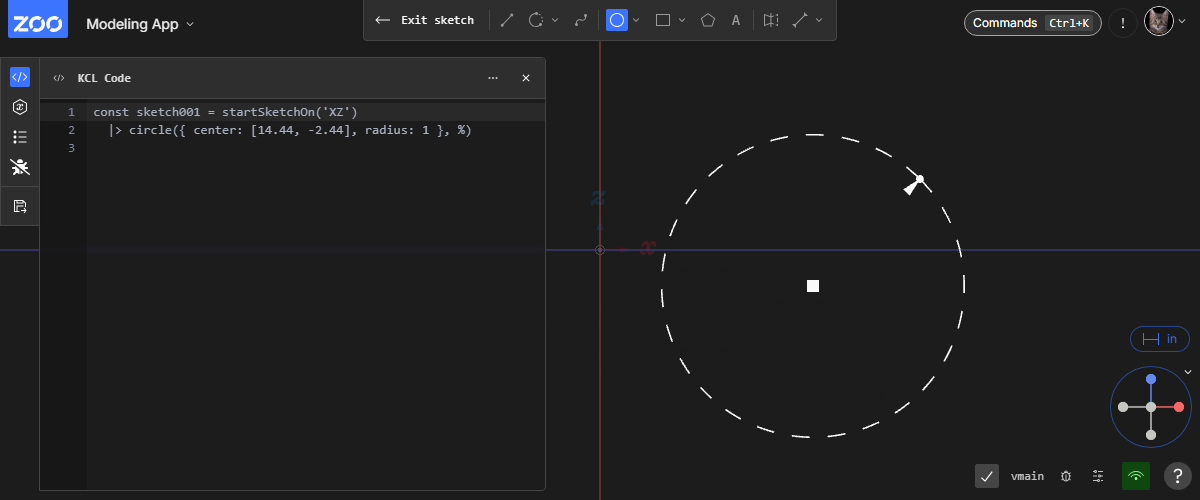 ZOO
Modeling App
Exit sketch
A
Commands Ctrl+K
!
</> KCL Code
1 const sketch001 = startSketchOn('XZ')
2 |> circle({ center: [14.44, -2.44], radius: 1 }, %)
3
z
x
in
vmain
?